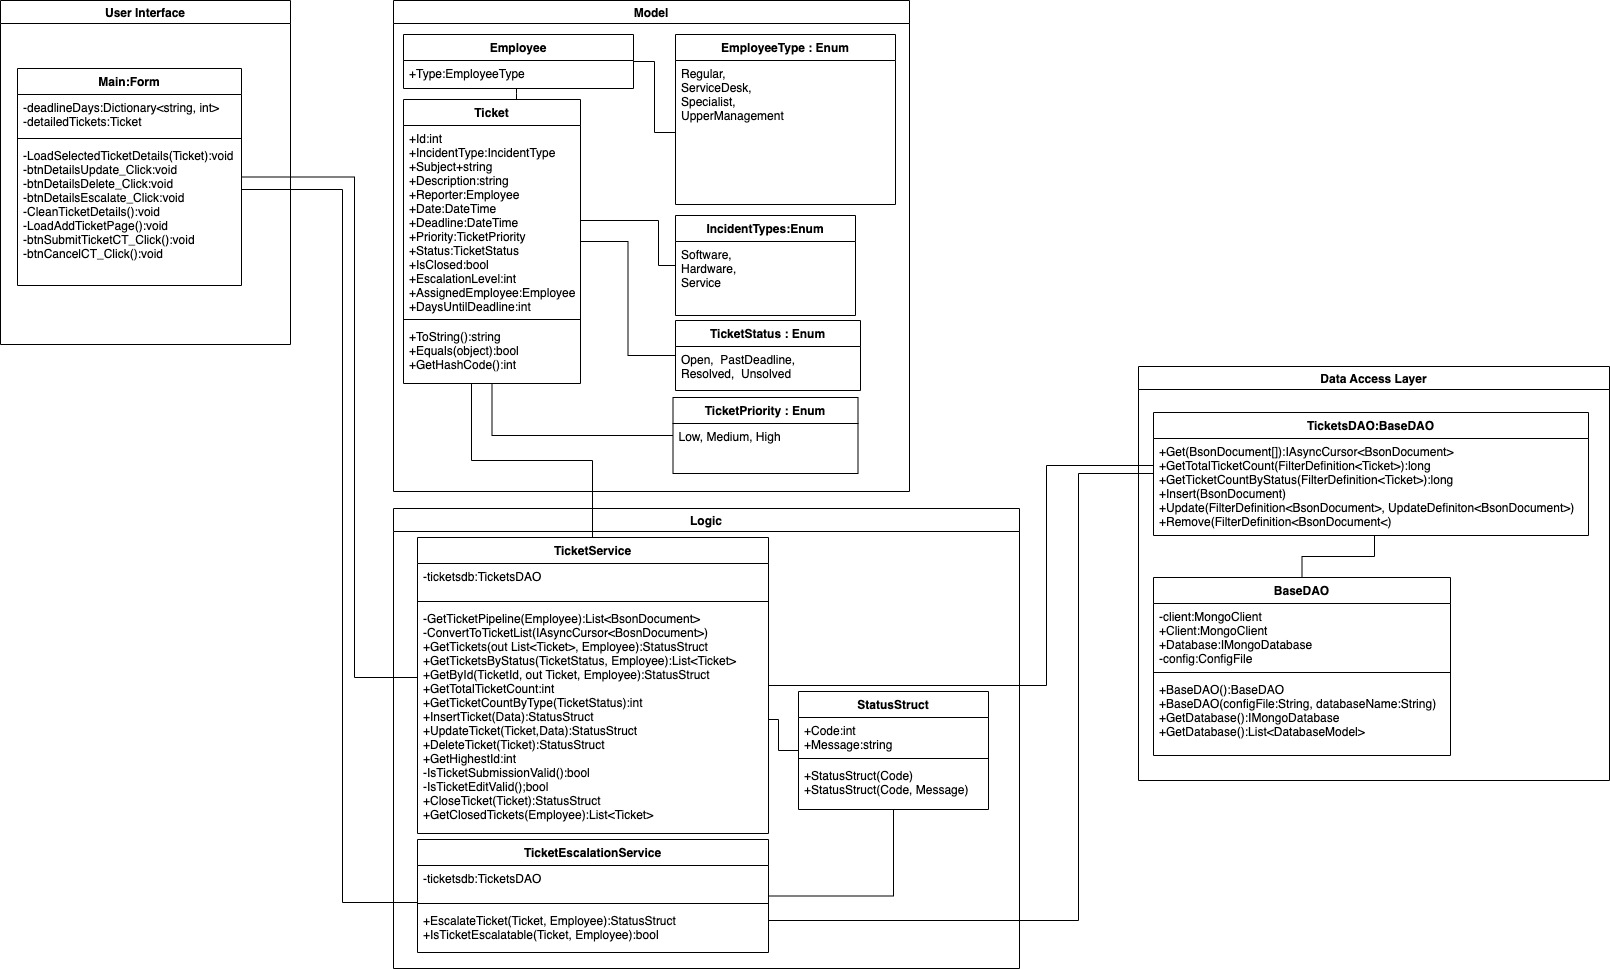 User Interface
Main:Form
-deadlineDays:Dictionary<string, int>
-detailedTickets:Ticket
-LoadSelectedTicketDetails(Ticket):void
-btnDetailsUpdate_Click:void
-btnDetailsDelete_Click:void
-btnDetailsEscalate_Click:void
-CleanTicketDetails():void
-LoadAddTicketPage():void
-btnSubmitTicketCT_Click():void
-btnCancelCT_Click():void
Model
Employee
+Type:EmployeeType
Ticket
+Id:int
+IncidentType:IncidentType
+Subject+string
+Description:string
+Reporter:Employee
+Date:DateTime
+Deadline:DateTime
+Priority:TicketPriority
+Status:TicketStatus
+IsClosed:bool
+EscalationLevel:int
+AssignedEmployee:Employee
+DaysUntilDeadline:int
+ToString():string
+Equals(object):bool
+GetHashCode():int
EmployeeType : Enum
Regular,
ServiceDesk,
Specialist,
UpperManagement
IncidentTypes:Enum
Software,
Hardware,
Service
TicketStatus : Enum
Open,  PastDeadline,
Resolved,  Unsolved
TicketPriority : Enum
Low, Medium, High
Logic
TicketService
-ticketsdb:TicketsDAO
-GetTicketPipeline(Employee):List<BsonDocument>
-ConvertToTicketList(IAsyncCursor<BosnDocument>)
+GetTickets(out List<Ticket>, Employee):StatusStruct
+GetTicketsByStatus(TicketStatus, Employee):List<Ticket>
+GetById(TicketId, out Ticket, Employee):StatusStruct
+GetTotalTicketCount:int
+GetTicketCountByType(TicketStatus):int
+InsertTicket(Data):StatusStruct
+UpdateTicket(Ticket,Data):StatusStruct
+DeleteTicket(Ticket):StatusStruct
+GetHighestId:int
-IsTicketSubmissionValid():bool
-IsTicketEditValid();bool
+CloseTicket(Ticket):StatusStruct
+GetClosedTickets(Employee):List<Ticket>
StatusStruct
+Code:int
+Message:string
+StatusStruct(Code)
+StatusStruct(Code, Message)
TicketEscalationService
-ticketsdb:TicketsDAO
+EscalateTicket(Ticket, Employee):StatusStruct
+IsTicketEscalatable(Ticket, Employee):bool
Data Access Layer
TicketsDAO:BaseDAO
+Get(BsonDocument[]):IAsyncCursor<BsonDocument>
+GetTotalTicketCount(FilterDefinition<Ticket>):long
+GetTicketCountByStatus(FilterDefinition<Ticket>):long
+Insert(BsonDocument)
+Update(FilterDefinition<BsonDocument>, UpdateDefiniton<BsonDocument>)
+Remove(FilterDefinition<BsonDocument<)
BaseDAO
-client:MongoClient
+Client:MongoClient
+Database:IMongoDatabase
-config:ConfigFile
+BaseDAO():BaseDAO
+BaseDAO(configFile:String, databaseName:String)
+GetDatabase():IMongoDatabase
+GetDatabase():List<DatabaseModel>